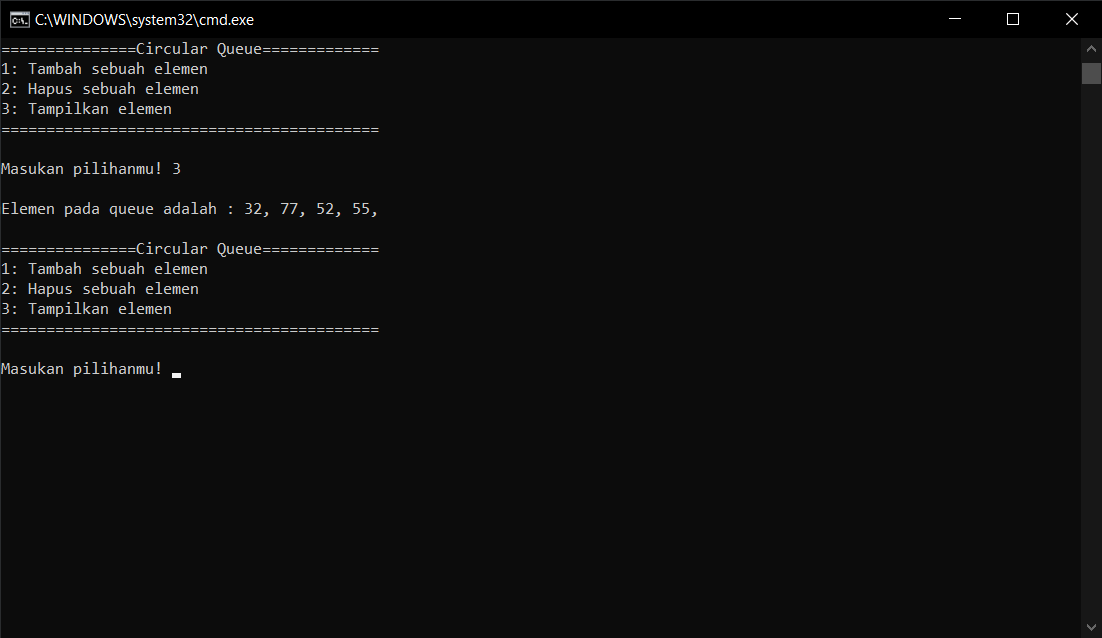 C:\WINDOWS\system32\cmd.exe
===============Circular Queue=============
1: Tambah sebuah elemen
2: Hapus sebuah elemen
3: Tampilkan elemen
==========================================
Masukan pilihanmu! 3
Elemen pada queue adalah : 32, 77, 52, 55,
===============Circular Queue=============
1: Tambah sebuah elemen
2: Hapus sebuah elemen
3: Tampilkan elemen
==========================================
Masukan pilihanmu!